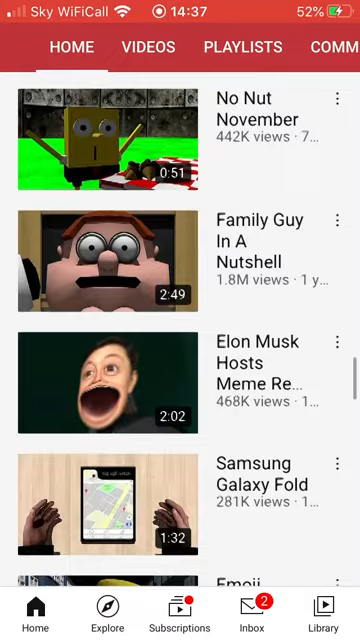 Sky WiFiCall 14:37 52%
HOME VIDEOS PLAYLISTS COMM
No Nut
November
442K views · 7...
0:51
Family Guy
In A
Nutshell
1.8M views · 1 y...
2:49
Elon Musk
Hosts
Meme Re...
468K views · 1...
2:02
Samsung
Galaxy Fold
281K views · 1...
1:32
Emoji
Home Explore Subscriptions Inbox 2 Library